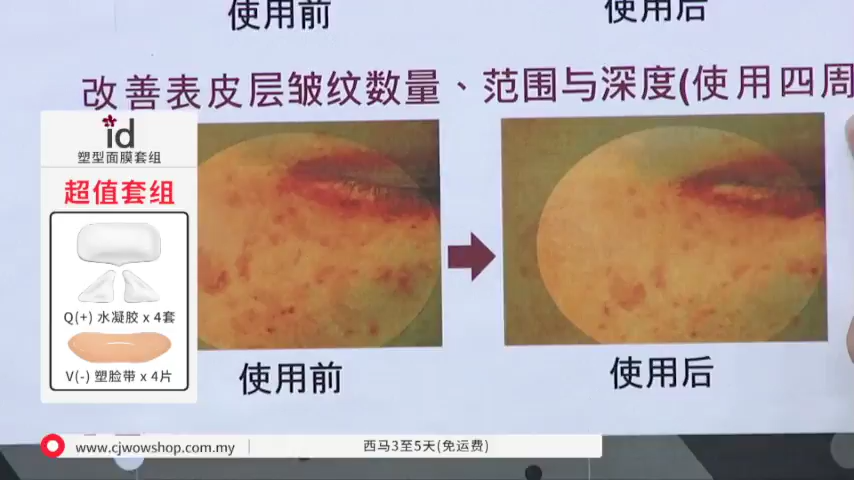 使用前
使用后
改善表皮层皱纹数量、范围与深度(使用四周
id
塑型面膜套组
超值套组
Q(+) 水凝胶 x 4套
V(-) 塑脸带 x 4片
使用前
使用后
www.cjwowshop.com.my
西马3至5天(免运费)